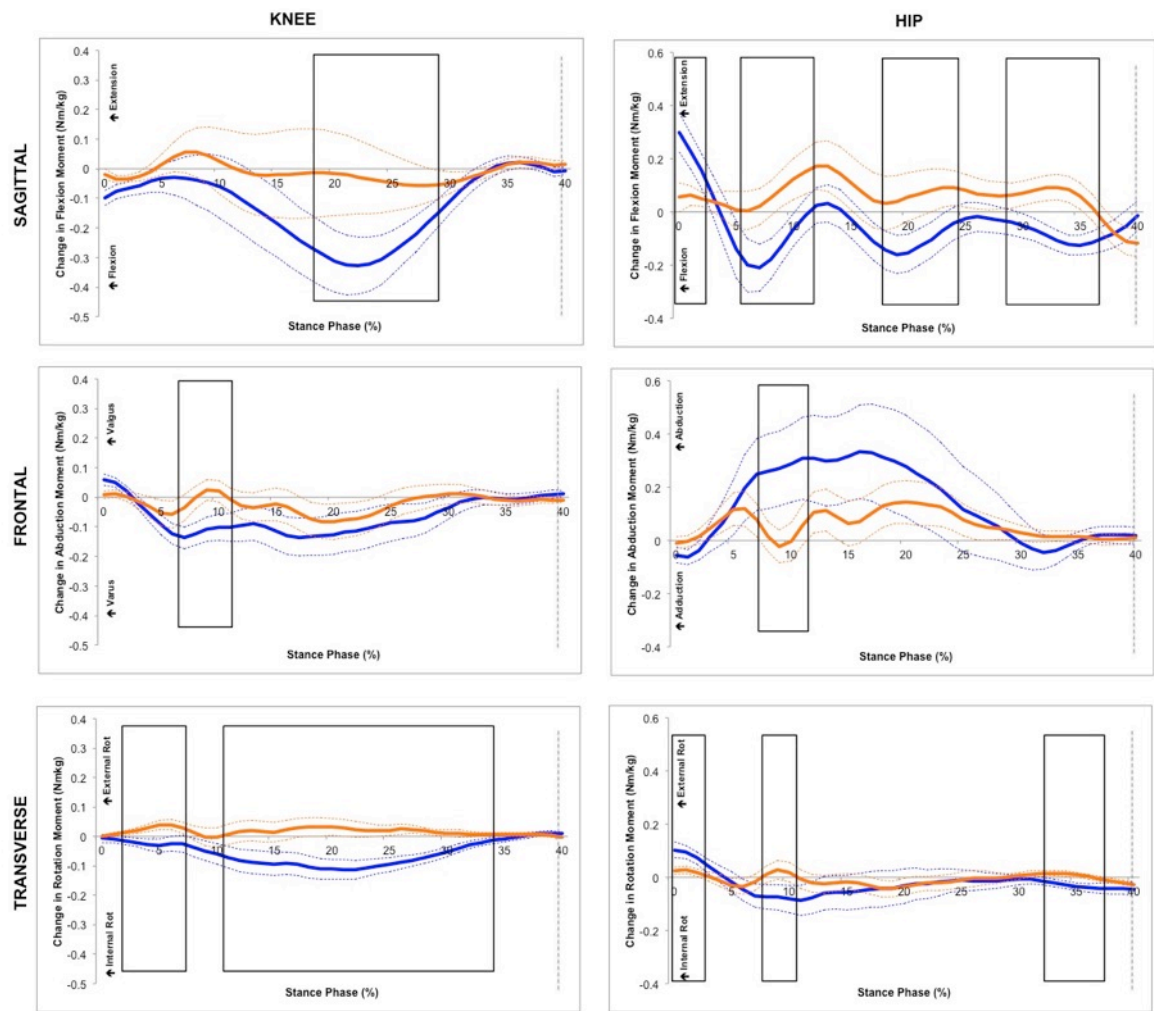 KNEE
HIP
SAGITTAL
Change in Flexion Moment (Nm/kg)
↑ Extension
↑ Flexion
0.4
0.3
0.2
0.1
0
-0.1
-0.2
-0.3
-0.4
-0.5
0 5 10 15 20 25 30 35 40
Stance Phase (%)
Change in Flexion Moment (Nm/kg)
↑ Extension
↑ Flexion
0.6
0.4
0.2
0
-0.2
-0.4
0 5 10 15 20 25 30 35 40
Stance Phase (%)
FRONTAL
Change in Abduction Moment (Nm/kg)
↑ Valgus
↑ Varus
0.4
0.3
0.2
0.1
0
-0.1
-0.2
-0.3
-0.4
-0.5
0 5 10 15 20 25 30 35 40
Stance Phase (%)
Change in Abduction Moment (Nm/kg)
↑ Abduction
↑ Adduction
0.6
0.4
0.2
0
-0.2
-0.4
0 5 10 15 20 25 30 35 40
Stance Phase (%)
TRANSVERSE
Change in Rotation Moment (Nmkg)
↑ External Rot
↑ Internal Rot
0.4
0.3
0.2
0.1
0
-0.1
-0.2
-0.3
-0.4
-0.5
0 5 10 15 20 25 30 35 40
Stance Phase (%)
Change in Rotation Moment (Nm/kg)
↑ External Rot
↑ Internal Rot
0.6
0.4
0.2
0
-0.2
-0.4
0 5 10 15 20 25 30 35 40
Stance Phase (%)